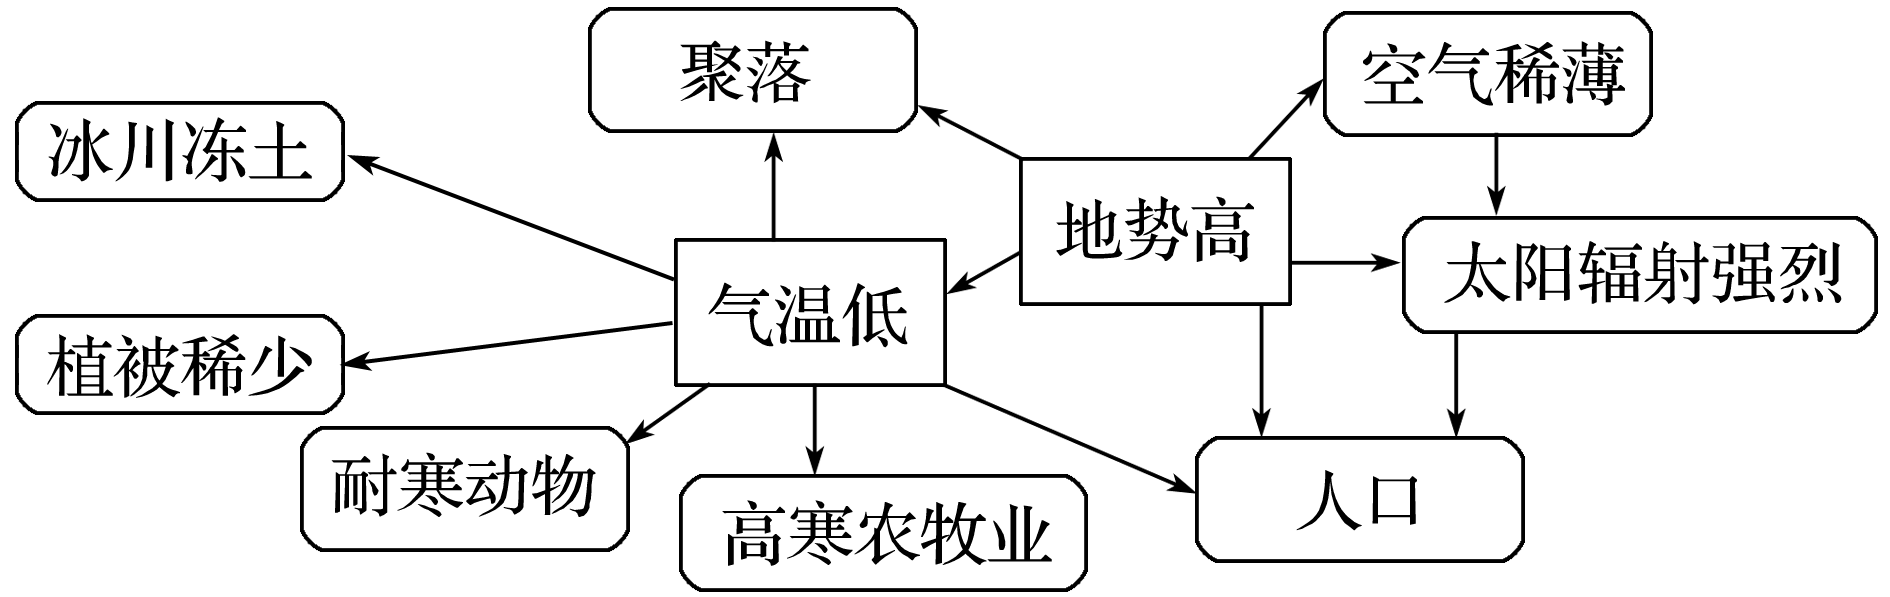 聚落
空气稀薄
冰川冻土
地势高
太阳辐射强烈
气温低
植被稀少
耐寒动物
高寒农牧业
人口